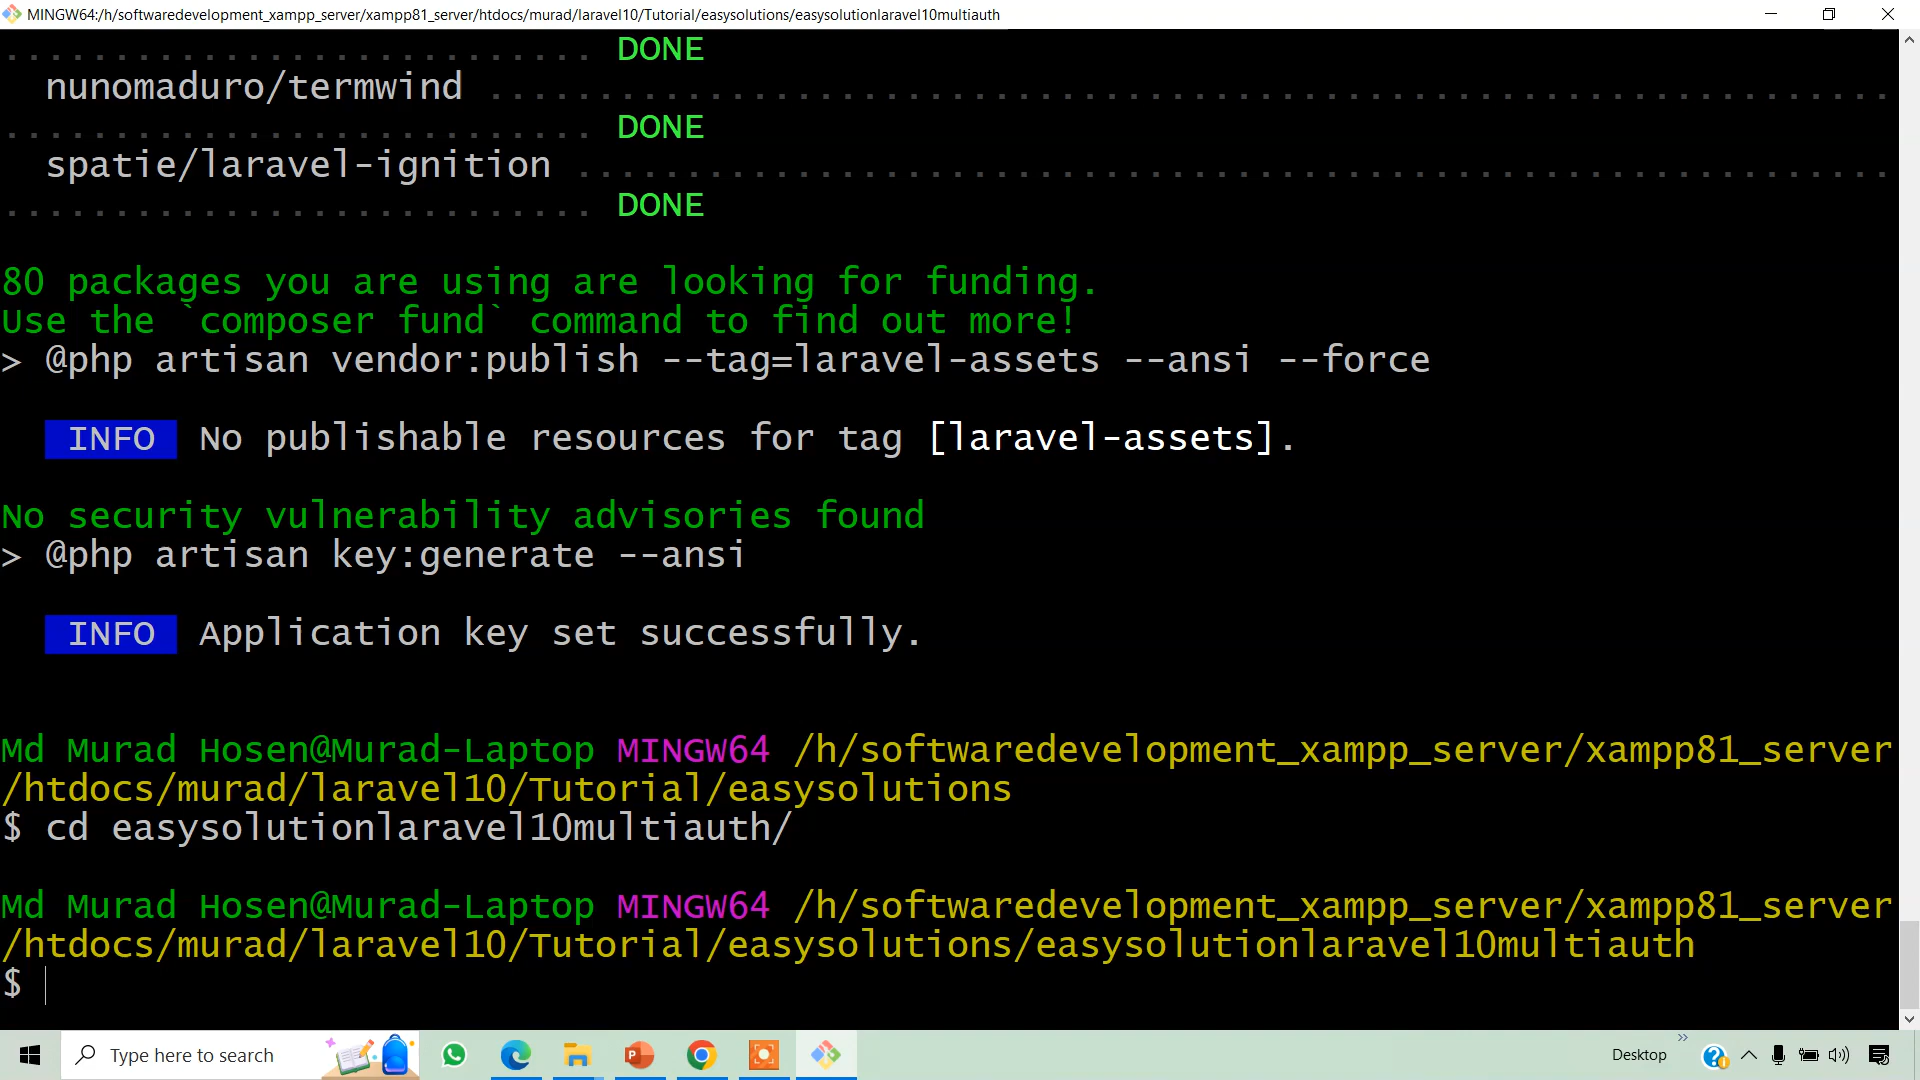 MINGW64:/h/softwaredevelopment_xampp_server/xampp81_server/htdocs/murad/laravel10/Tutorial/easysolutions/easysolutionlaravel10multiauth
........................... DONE
nunomaduro/termwind ................................................................
........................... DONE
spatie/laravel-ignition ............................................................
........................... DONE
80 packages you are using are looking for funding.
Use the `composer fund` command to find out more!
> @php artisan vendor:publish --tag=laravel-assets --ansi --force
INFO No publishable resources for tag [laravel-assets].
No security vulnerability advisories found
> @php artisan key:generate --ansi
INFO Application key set successfully.
Md Murad Hosen@Murad-Laptop MINGW64 /h/softwaredevelopment_xampp_server/xampp81_server
/htdocs/murad/laravel10/Tutorial/easysolutions
$ cd easysolutionlaravel10multiauth/
Md Murad Hosen@Murad-Laptop MINGW64 /h/softwaredevelopment_xampp_server/xampp81_server
/htdocs/murad/laravel10/Tutorial/easysolutions/easysolutionlaravel10multiauth
$
Type here to search
Desktop